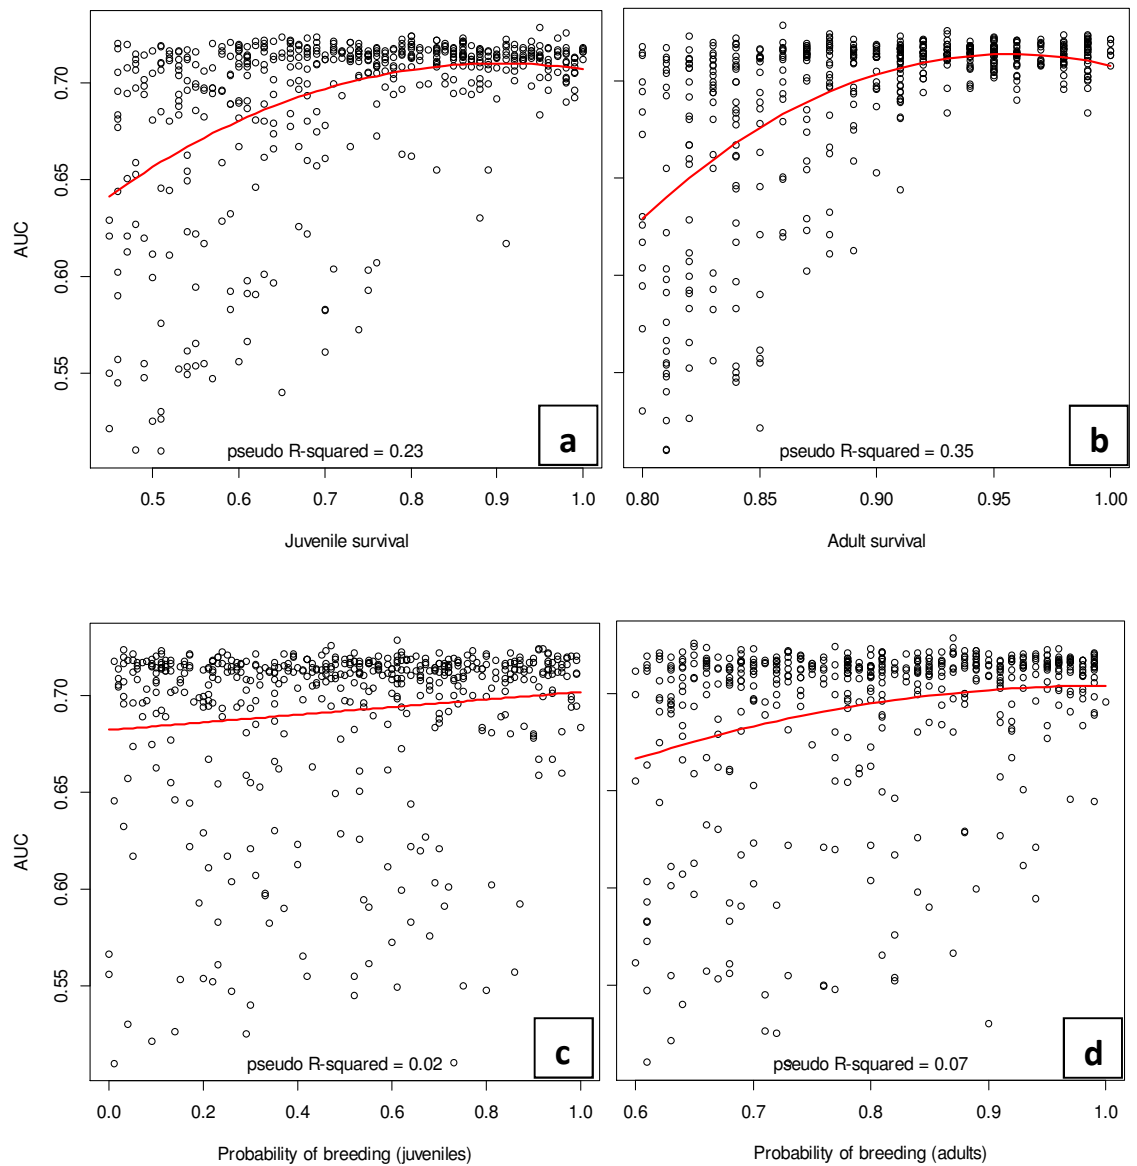 AUC
0.70
0.65
0.60
0.55
pseudo R-squared = 0.23
a
0.5 0.6 0.7 0.8 0.9 1.0
Juvenile survival
pseudo R-squared = 0.35
b
0.80 0.85 0.90 0.95 1.00
Adult survival
AUC
0.70
0.65
0.60
0.55
pseudo R-squared = 0.02
c
0.0 0.2 0.4 0.6 0.8 1.0
Probability of breeding (juveniles)
pseudo R-squared = 0.07
d
0.6 0.7 0.8 0.9 1.0
Probability of breeding (adults)